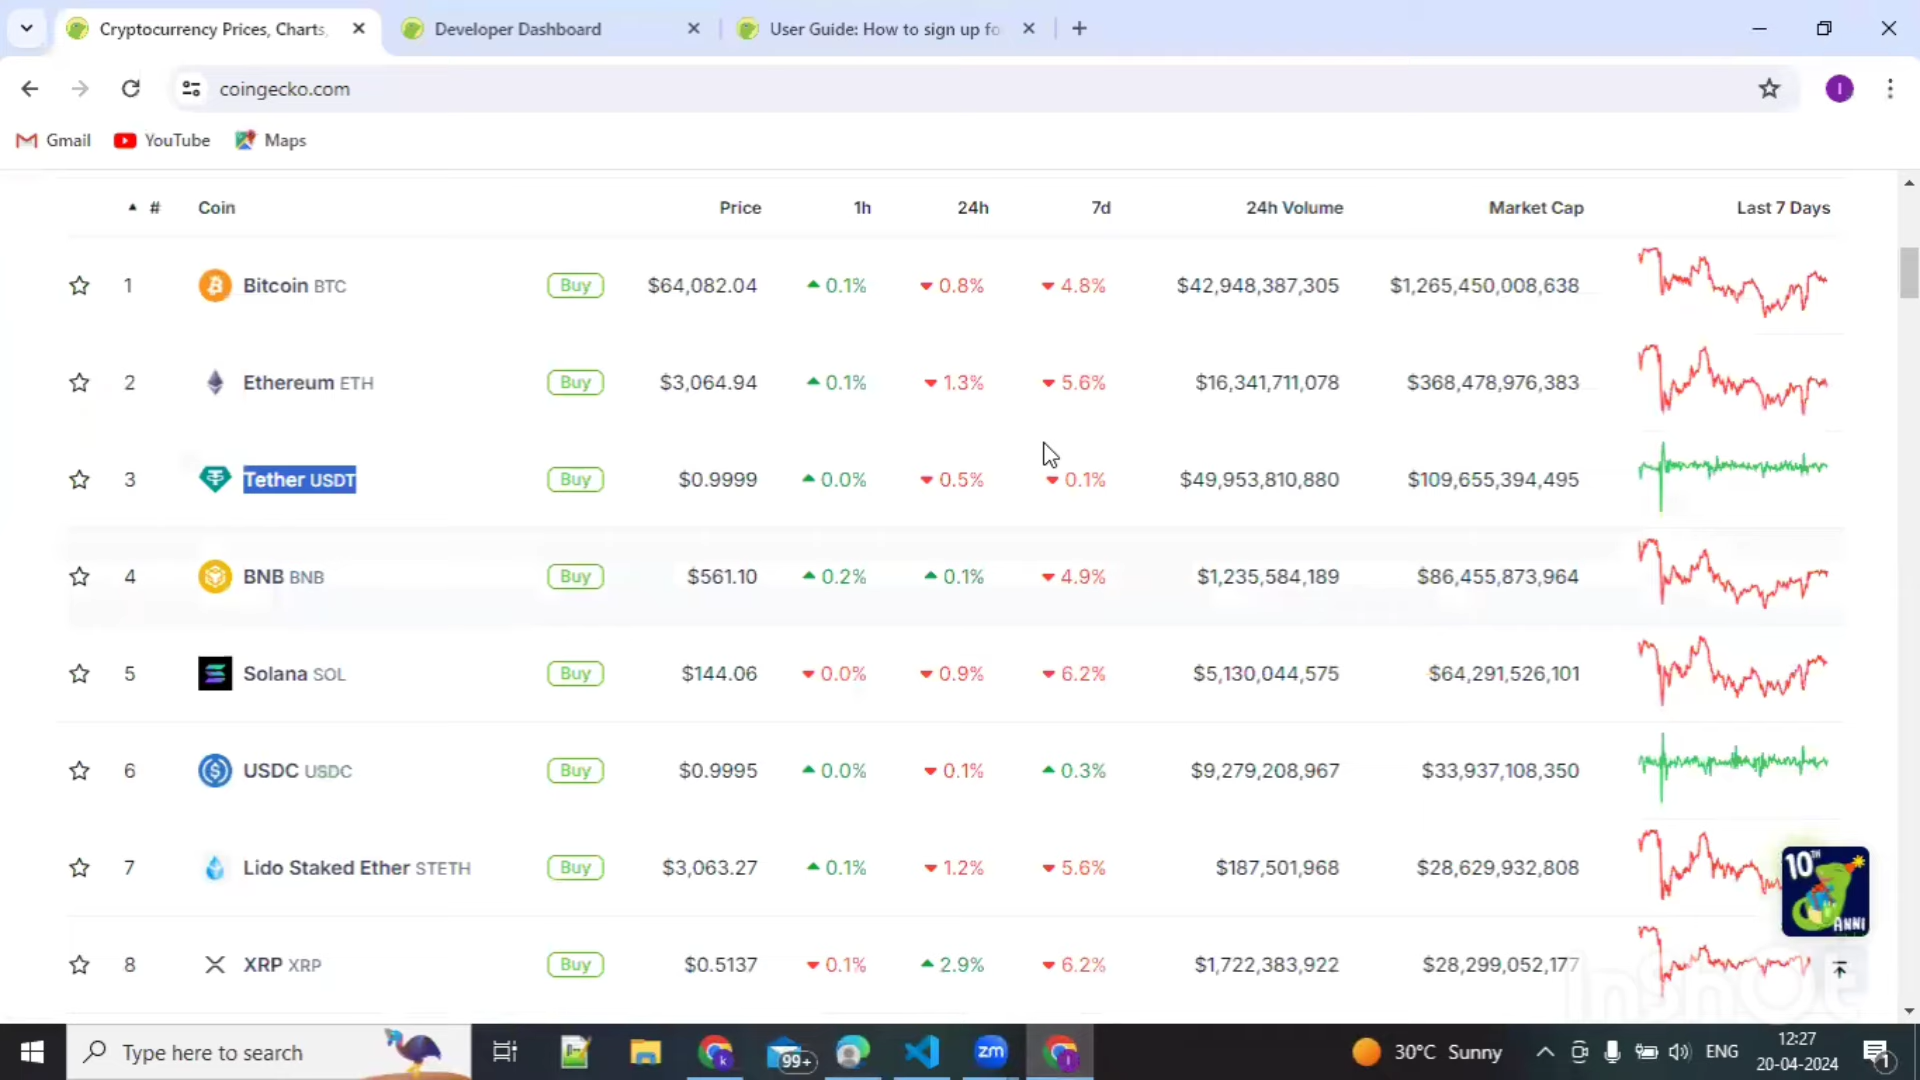 Cryptocurrency Prices, Charts,
Developer Dashboard
User Guide: How to sign up fo
coingecko.com
I
Gmail YouTube Maps
# Coin Price 1h 24h 7d 24h Volume Market Cap Last 7 Days
1 Bitcoin BTC Buy $64,082.04 0.1% 0.8% 4.8% $42,948,387,305 $1,265,450,008,638
2 Ethereum ETH Buy $3,064.94 0.1% 1.3% 5.6% $16,341,711,078 $368,478,976,383
3 Tether USDT Buy $0.9999 0.0% 0.5% 0.1% $49,953,810,880 $109,655,394,495
4 BNB BNB Buy $561.10 0.2% 0.1% 4.9% $1,235,584,189 $86,455,873,964
5 Solana SOL Buy $144.06 0.0% 0.9% 6.2% $5,130,044,575 $64,291,526,101
6 USDC USDC Buy $0.9995 0.0% 0.1% 0.3% $9,279,208,967 $33,937,108,350
7 Lido Staked Ether STETH Buy $3,063.27 0.1% 1.2% 5.6% $187,501,968 $28,629,932,808
10TH
ANNI
8 XRP XRP Buy $0.5137 0.1% 2.9% 6.2% $1,722,383,922 $28,299,052,177
InShOt
Type here to search
k
99+
zm
I
30°C Sunny
ENG
12:27
20-04-2024
1